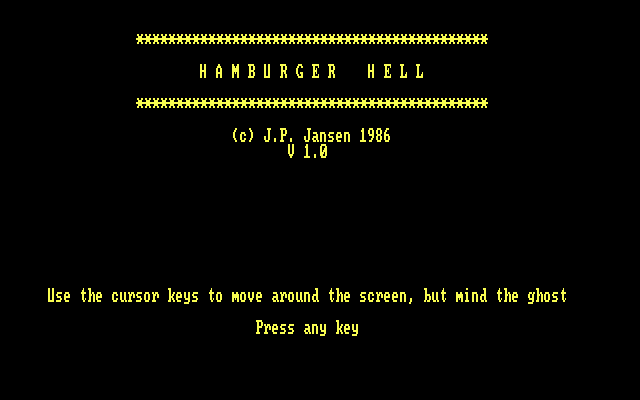 ********************************************
H A M B U R G E R    H E L L
********************************************
(c) J.P. Jansen 1986
V 1.0
Use the cursor keys to move around the screen, but mind the ghost
Press any key